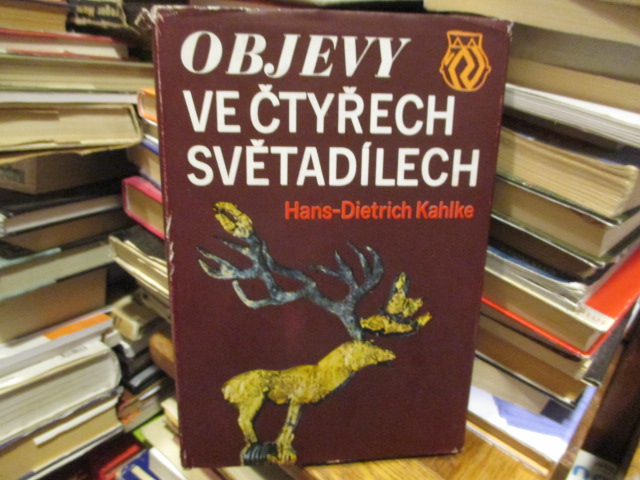 OBJEVY
VE ČTYŘECH
SVĚTADÍLECH
Hans-Dietrich Kahlke